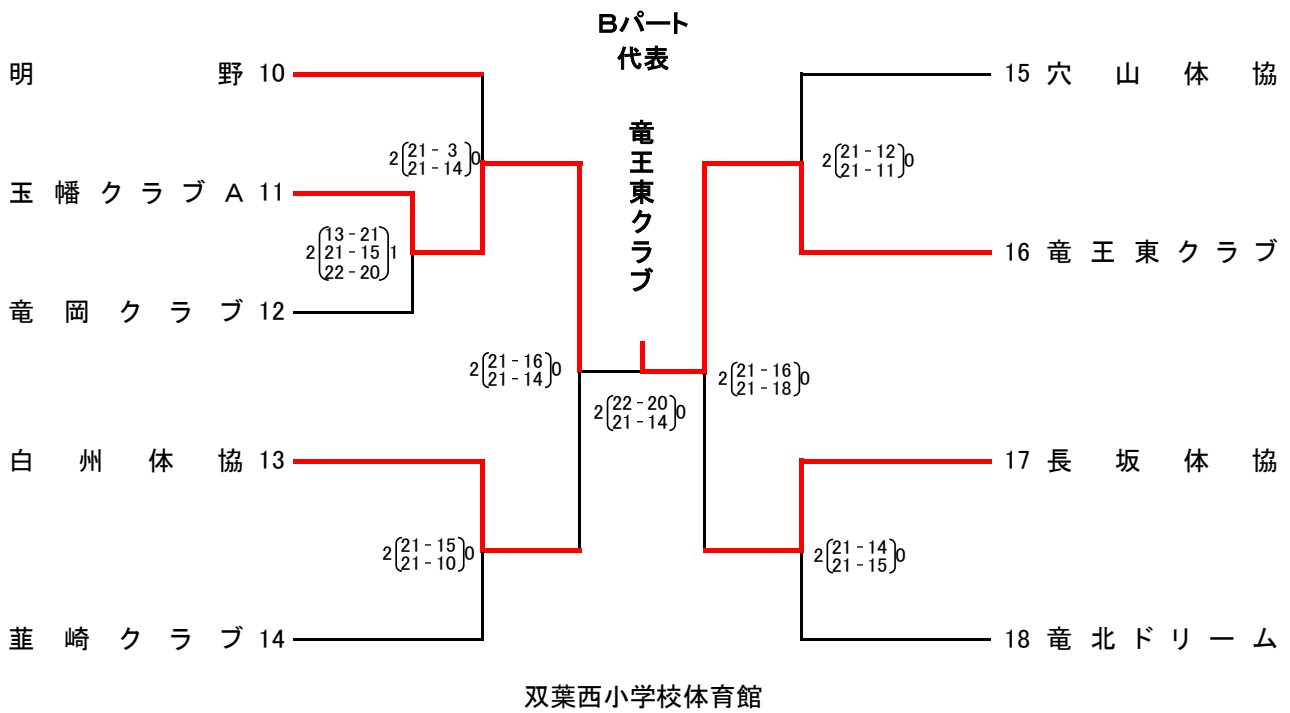 Bパート
代表
竜王東クラブ
明野 10
2 21 - 3 0
21 - 14
玉幡クラブA 11
13 - 21
2 21 - 15 1
22 - 20
竜岡クラブ 12
2 21 - 16 0
21 - 14
白州体協 13
2 21 - 15 0
21 - 10
韮崎クラブ 14
2 22 - 20 0
21 - 14
15 穴山体協
2 21 - 12 0
21 - 11
16 竜王東クラブ
2 21 - 16 0
21 - 18
17 長坂体協
2 21 - 14 0
21 - 15
18 竜北ドリーム
双葉西小学校体育館